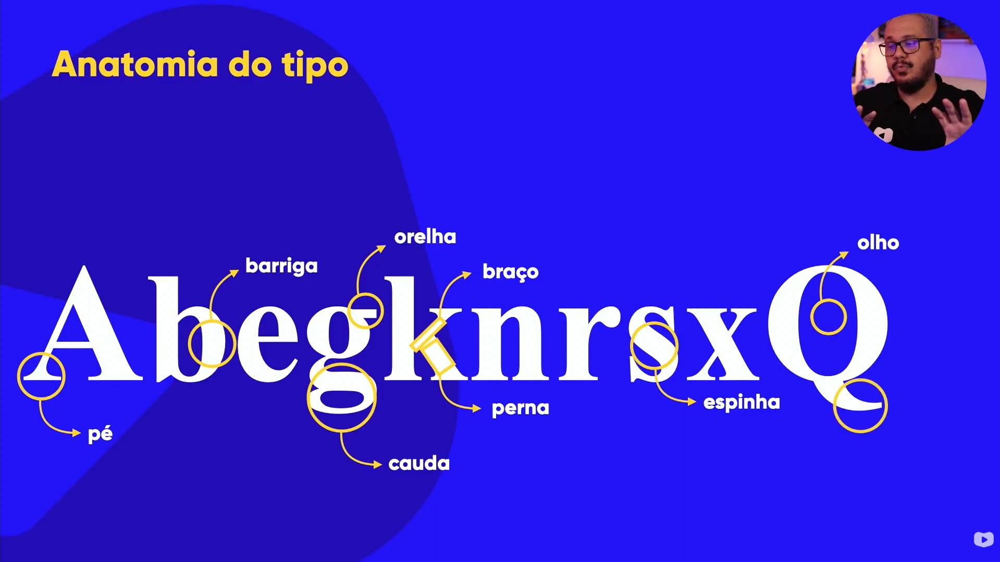 Anatomia do tipo
orelha
olho
barriga
braço
AbegknrsxQ
espinha
perna
pé
cauda